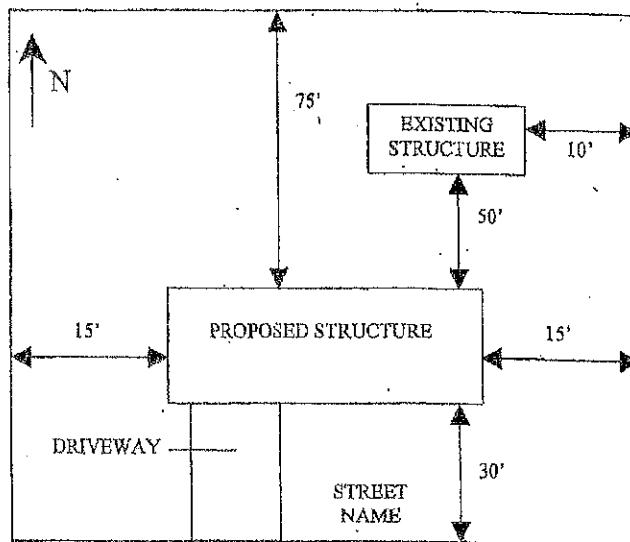 N
75'
EXISTING
STRUCTURE
10'
50'
15'
PROPOSED STRUCTURE
15'
DRIVEWAY
30'
STREET
NAME